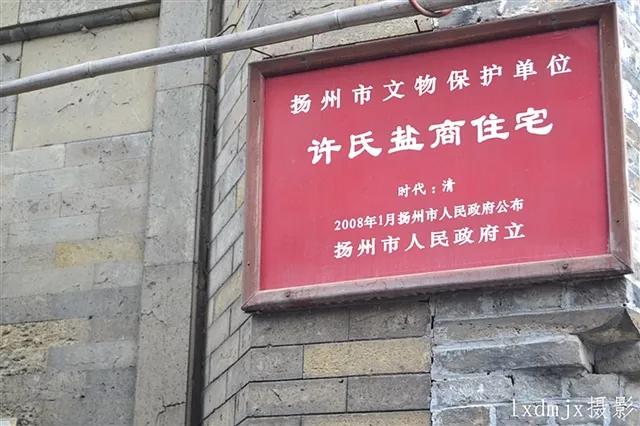 扬州市文物保护单位
许氏盐商住宅
时代：清
2008年1月扬州市人民政府公布
扬州市人民政府立
lxdmjx摄影